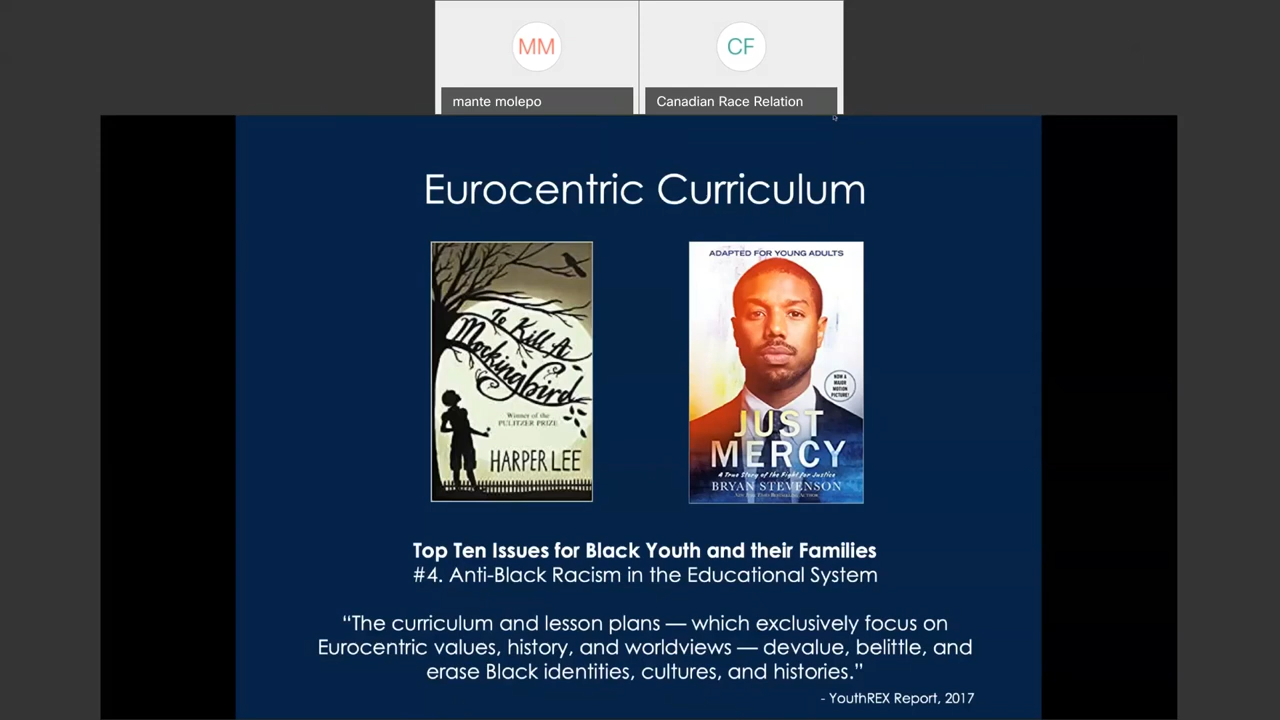 MM
CF
mante molepo
Canadian Race Relation
Eurocentric Curriculum
To Kill A
Mockingbird
Winner of the
PULITZER PRIZE
HARPER LEE
ADAPTED FOR YOUNG ADULTS
NOW A
MAJOR
MOTION
PICTURE!
JUST
MERCY
A True Story of the Fight for Justice
BRYAN STEVENSON
Top Ten Issues for Black Youth and their Families
#4. Anti-Black Racism in the Educational System
“The curriculum and lesson plans — which exclusively focus on
Eurocentric values, history, and worldviews — devalue, belittle, and
erase Black identities, cultures, and histories.”
- YouthREX Report, 2017